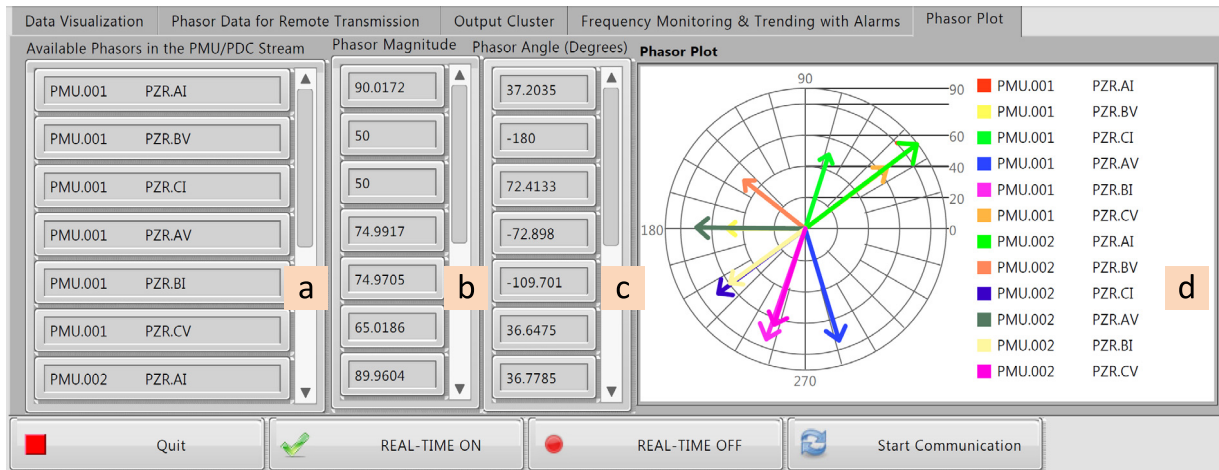 Data Visualization
Phasor Data for Remote Transmission
Output Cluster
Frequency Monitoring & Trending with Alarms
Phasor Plot
Available Phasors in the PMU/PDC Stream
PMU.001 PZR.AI
PMU.001 PZR.BV
PMU.001 PZR.CI
PMU.001 PZR.AV
PMU.001 PZR.BI
PMU.001 PZR.CV
PMU.002 PZR.AI
a
Phasor Magnitude
90.0172
50
50
74.9917
74.9705
65.0186
89.9604
b
Phasor Angle (Degrees)
37.2035
-180
72.4133
-72.898
-109.701
36.6475
36.7785
c
Phasor Plot
90
180
270
90
60
40
20
0
PMU.001 PZR.AI
PMU.001 PZR.BV
PMU.001 PZR.CI
PMU.001 PZR.AV
PMU.001 PZR.BI
PMU.001 PZR.CV
PMU.002 PZR.AI
PMU.002 PZR.BV
PMU.002 PZR.CI
PMU.002 PZR.AV
PMU.002 PZR.BI
PMU.002 PZR.CV
d
Quit
REAL-TIME ON
REAL-TIME OFF
Start Communication